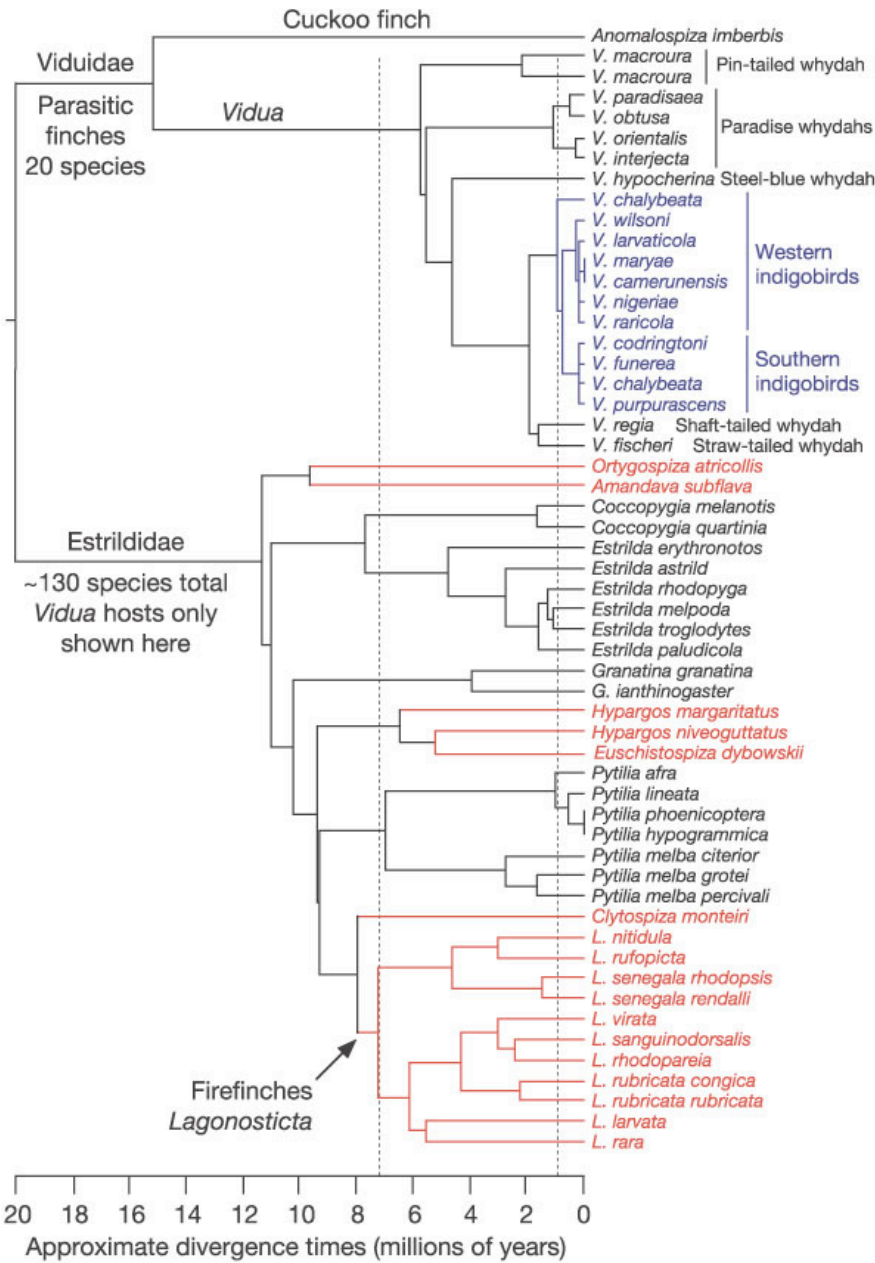 Cuckoo finch
Anomalospiza imberbis
Viduidae
Parasitic
finches
20 species
Vidua
V. macroura
V. macroura
Pin-tailed whydah
V. paradisaea
V. obtusa
V. orientalis
V. interjecta
Paradise whydahs
V. hypocherina Steel-blue whydah
V. chalybeata
V. wilsoni
V. larvaticola
V. maryae
V. camerunensis
V. nigeriae
V. raricola
Western
indigobirds
V. codringtoni
V. funerea
V. chalybeata
V. purpurascens
Southern
indigobirds
V. regia Shaft-tailed whydah
V. fischeri Straw-tailed whydah
Estrildidae
~130 species total
Vidua hosts only
shown here
Ortygospiza atricollis
Amandava subflava
Coccopygia melanotis
Coccopygia quartinia
Estrilda erythronotos
Estrilda astrild
Estrilda rhodopyga
Estrilda melpoda
Estrilda troglodytes
Estrilda paludicola
Granatina granatina
G. ianthinogaster
Hypargos margaritatus
Hypargos niveoguttatus
Euschistospiza dybowskii
Pytilia afra
Pytilia lineata
Pytilia phoenicoptera
Pytilia hypogrammica
Pytilia melba citerior
Pytilia melba grotei
Pytilia melba percivali
Clytospiza monteiri
L. nitidula
L. rufopicta
L. senegala rhodopsis
L. senegala rendalli
L. virata
L. sanguinodorsalis
L. rhodopareia
L. rubricata congica
L. rubricata rubricata
L. larvata
L. rara
Firefinches
Lagonosticta
20 18 16 14 12 10 8 6 4 2 0
Approximate divergence times (millions of years)